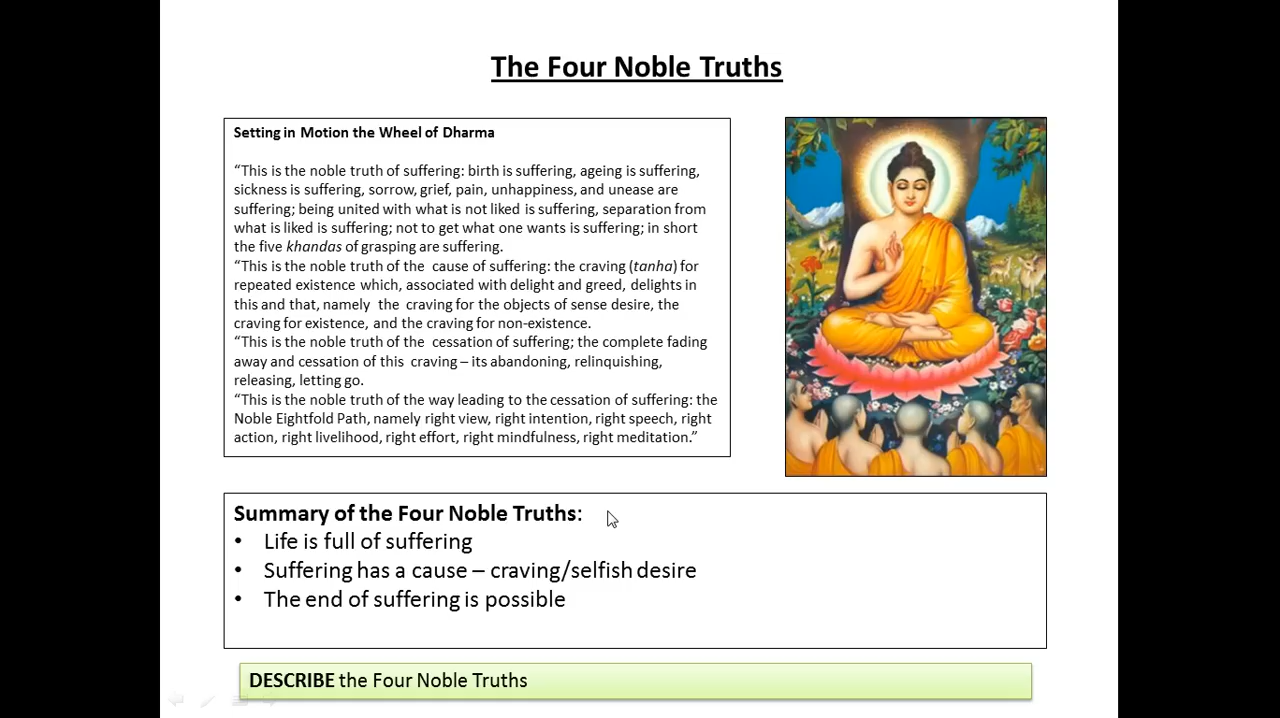 The Four Noble Truths
Setting in Motion the Wheel of Dharma
“This is the noble truth of suffering: birth is suffering, ageing is suffering,
sickness is suffering, sorrow, grief, pain, unhappiness, and unease are
suffering; being united with what is not liked is suffering, separation from
what is liked is suffering; not to get what one wants is suffering; in short
the five khandas of grasping are suffering.
“This is the noble truth of the cause of suffering: the craving (tanha) for
repeated existence which, associated with delight and greed, delights in
this and that, namely the craving for the objects of sense desire, the
craving for existence, and the craving for non-existence.
“This is the noble truth of the cessation of suffering; the complete fading
away and cessation of this craving – its abandoning, relinquishing,
releasing, letting go.
“This is the noble truth of the way leading to the cessation of suffering: the
Noble Eightfold Path, namely right view, right intention, right speech, right
action, right livelihood, right effort, right mindfulness, right meditation.”
Summary of the Four Noble Truths:
• Life is full of suffering
• Suffering has a cause – craving/selfish desire
• The end of suffering is possible
DESCRIBE the Four Noble Truths